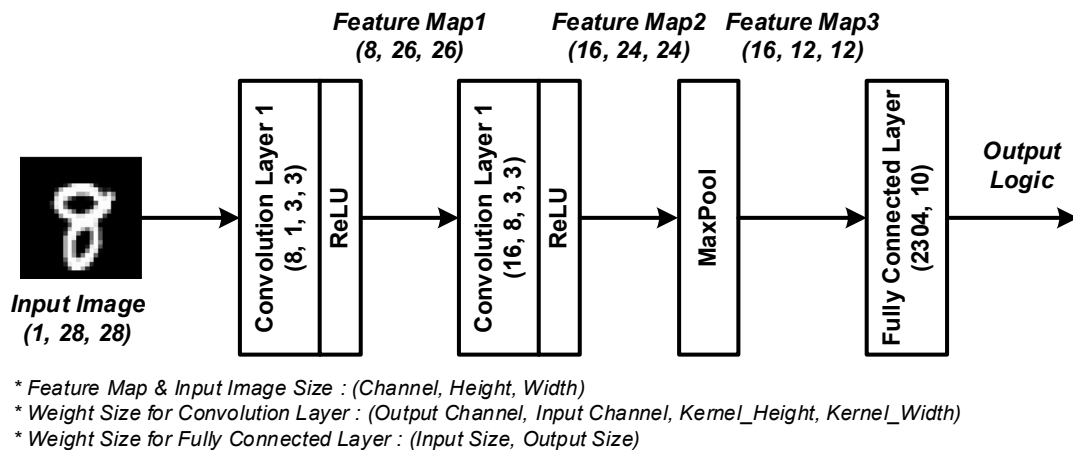 Feature Map1
(8, 26, 26)
Feature Map2
(16, 24, 24)
Feature Map3
(16, 12, 12)
Input Image
(1, 28, 28)
Convolution Layer 1
(8, 1, 3, 3)
ReLU
Convolution Layer 1
(16, 8, 3, 3)
ReLU
MaxPool
Fully Connected Layer
(2304, 10)
Output
Logic
* Feature Map & Input Image Size : (Channel, Height, Width)
* Weight Size for Convolution Layer : (Output Channel, Input Channel, Kernel_Height, Kernel_Width)
* Weight Size for Fully Connected Layer : (Input Size, Output Size)